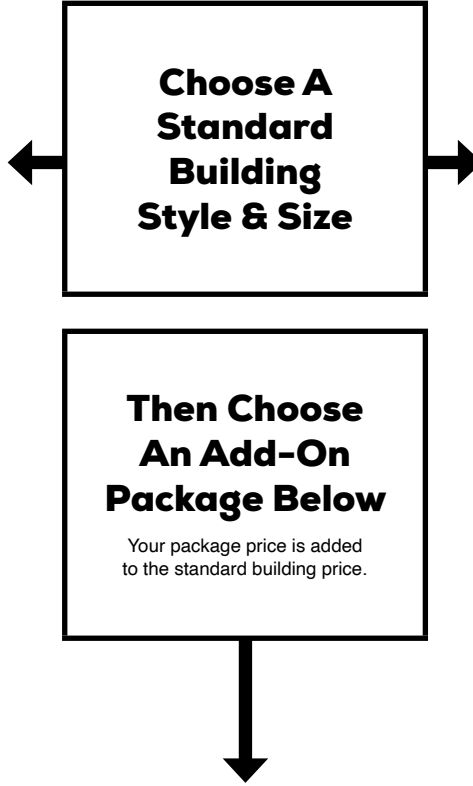 Choose A
Standard
Building
Style & Size
Then Choose
An Add-On
Package Below
Your package price is added
to the standard building price.